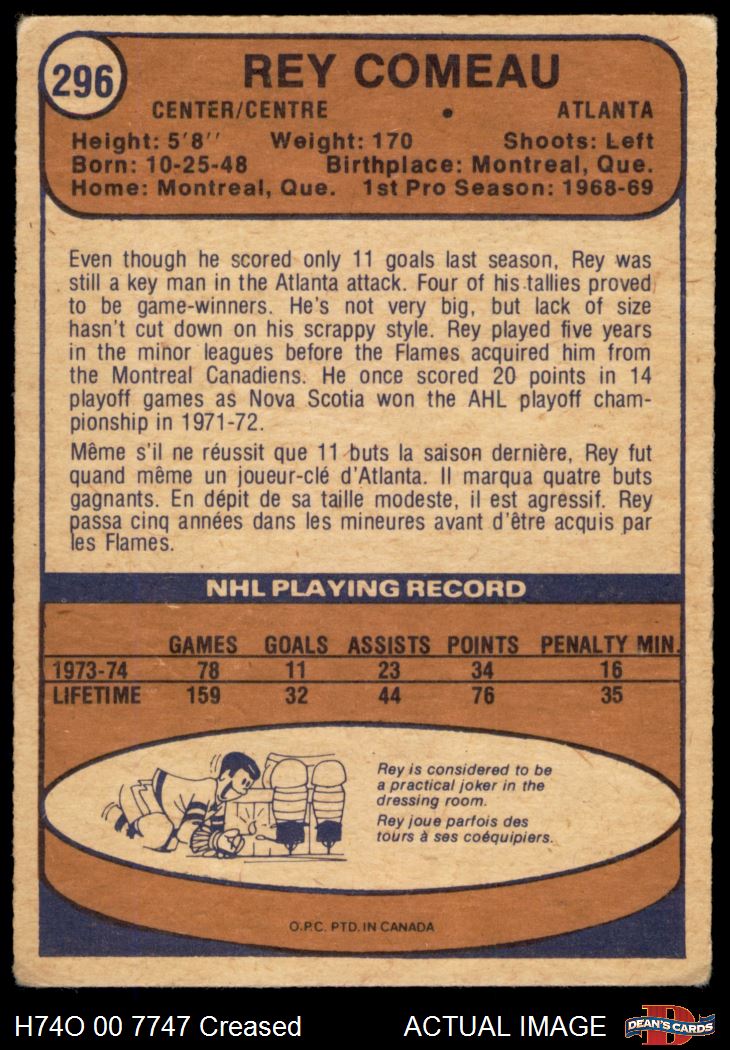 296
REY COMEAU
CENTER/CENTRE • ATLANTA
Height: 5'8'' Weight: 170 Shoots: Left
Born: 10-25-48 Birthplace: Montreal, Que.
Home: Montreal, Que. 1st Pro Season: 1968-69
Even though he scored only 11 goals last season, Rey was
still a key man in the Atlanta attack. Four of his tallies proved
to be game-winners. He's not very big, but lack of size
hasn't cut down on his scrappy style. Rey played five years
in the minor leagues before the Flames acquired him from
the Montreal Canadiens. He once scored 20 points in 14
playoff games as Nova Scotia won the AHL playoff cham-
pionship in 1971-72.
Même s'il ne réussit que 11 buts la saison dernière, Rey fut
quand même un joueur-clé d'Atlanta. Il marqua quatre buts
gagnants. En dépit de sa taille modeste, il est agressif. Rey
passa cinq années dans les mineures avant d'être acquis par
les Flames.
NHL PLAYING RECORD
GAMES GOALS ASSISTS POINTS PENALTY MIN.
1973-74 78 11 23 34 16
LIFETIME 159 32 44 76 35
Rey is considered to be
a practical joker in the
dressing room.
Rey joue parfois des
tours à ses coéquipiers.
O.P.C. PTD. IN CANADA
H74O 00 7747 Creased ACTUAL IMAGE
DEAN'S CARDS